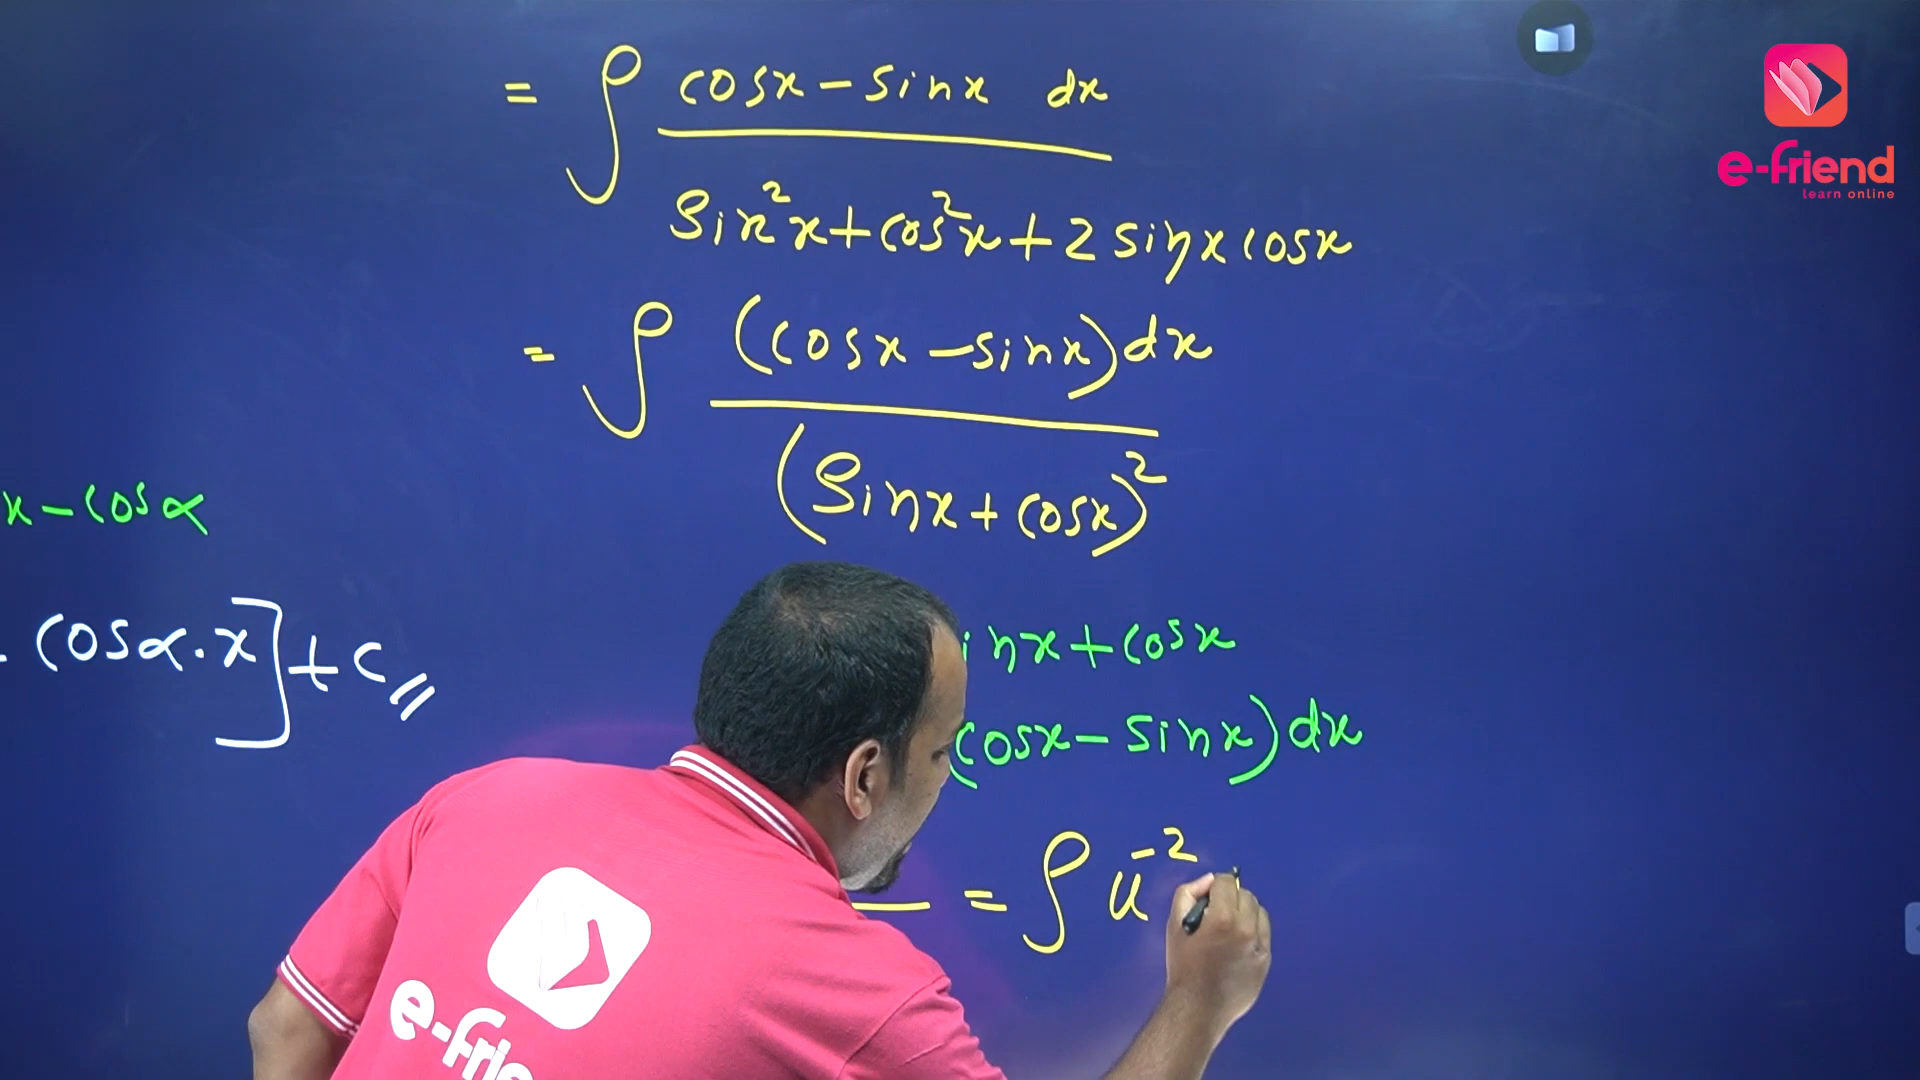 = ∫ cosx - sinx dx
sin²x + cos²x + 2 sinx cosx
= ∫ (cosx - sinx) dx
(sinx + cosx)²
x - cosα
. cosα.x] + c //
inx + cosx
(cosx - sinx) dx
= ∫ u⁻²
e-friend
learn online
e-frie